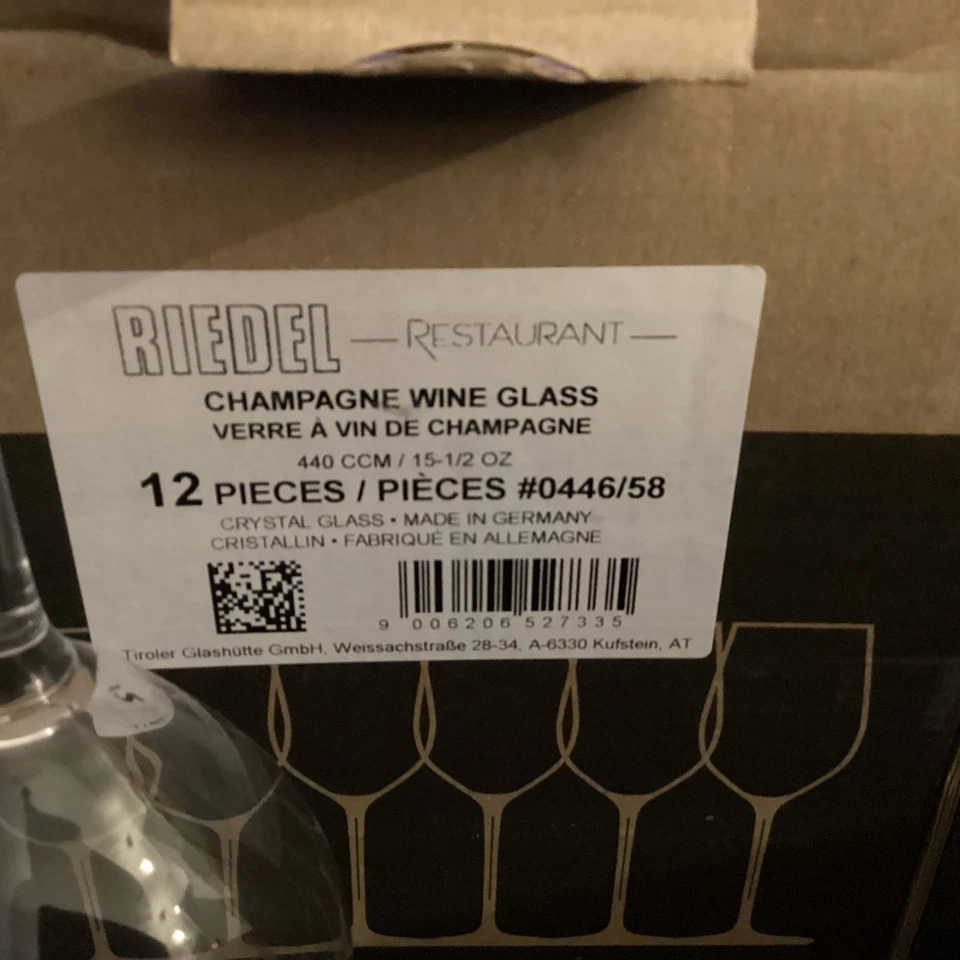 RIEDEL — RESTAURANT —
CHAMPAGNE WINE GLASS
VERRE À VIN DE CHAMPAGNE
440 CCM / 15-1/2 OZ
12 PIECES / PIÈCES #0446/58
CRYSTAL GLASS • MADE IN GERMANY
CRISTALLIN • FABRIQUÉ EN ALLEMAGNE
9 006206 527335
Tiroler Glashütte GmbH, Weissachstraße 28-34, A-6330 Kufstein, AT